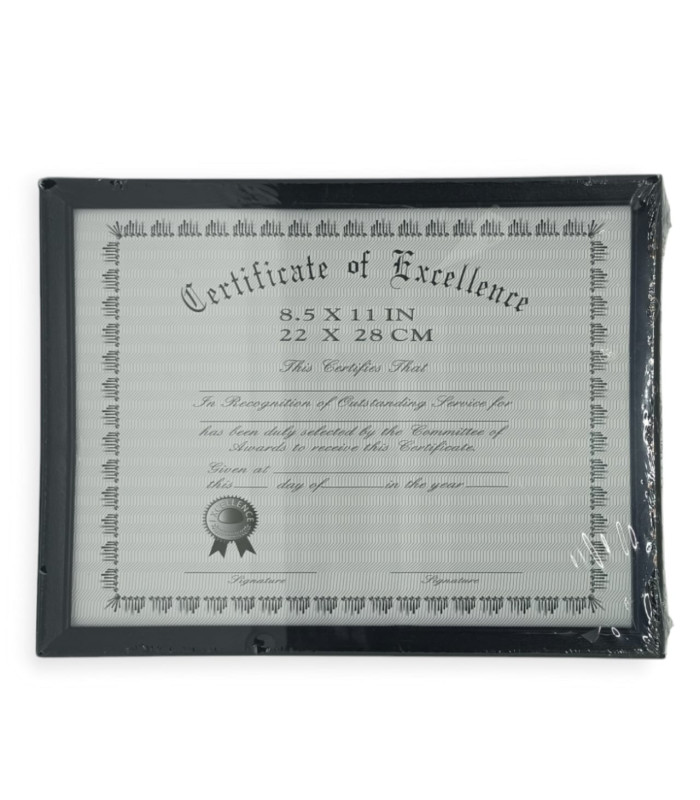 Certificate of Excellence
8.5 X 11 IN
22 X 28 CM
This Certifies That
In Recognition of Outstanding Service for
has been duly selected by the Committee of
Awards to receive this Certificate.
Given at
this day of in the year
EXCELLENCE
Signature Signature